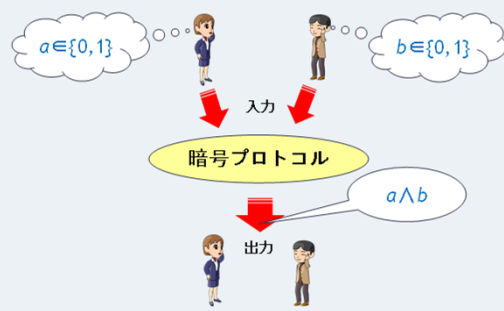 a∈{0,1}
b∈{0,1}
入力
暗号プロトコル
a∧b
出力